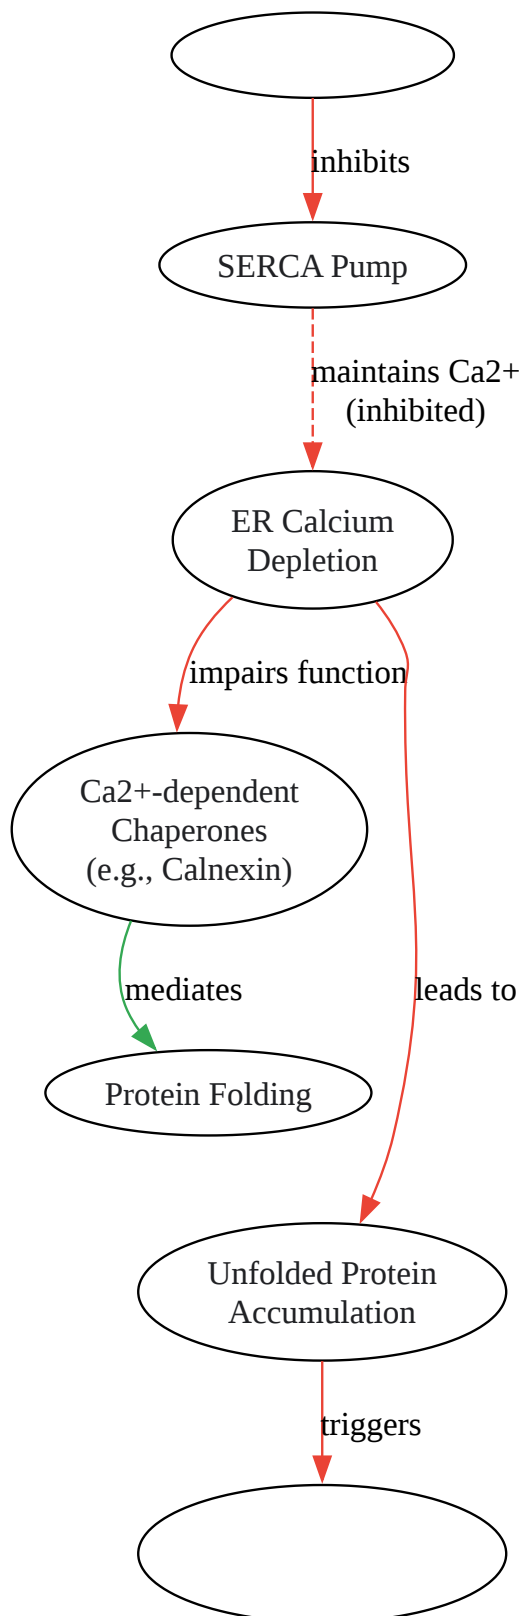 inhibits
SERCA Pump
maintains Ca2+
(inhibited)
ER Calcium
Depletion
impairs function
Ca2+-dependent
Chaperones
(e.g., Calnexin)
mediates
leads to
Protein Folding
Unfolded Protein
Accumulation
triggers